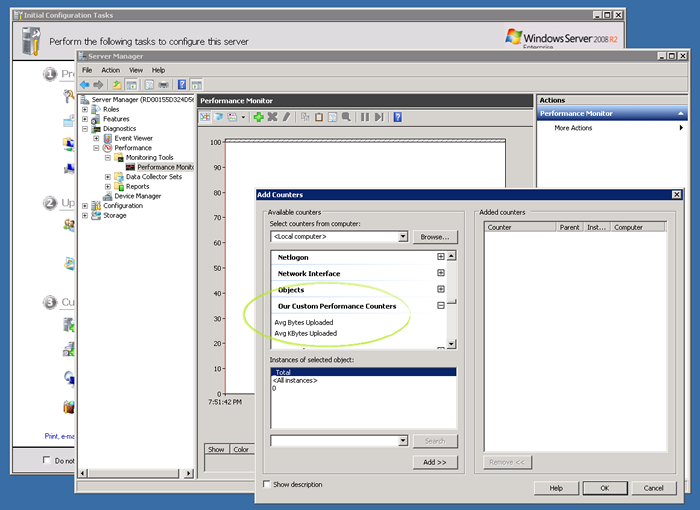 Initial Configuration Tasks
Perform the following tasks to configure this server
Windows Server 2008 R2
Enterprise
1
2
3
Print, e-ma
Do not
Server Manager
File Action View Help
Server Manager (RD00155D324D56
Roles
Features
Diagnostics
Event Viewer
Performance
Monitoring Tools
Performance Monito
Data Collector Sets
Reports
Device Manager
Configuration
Storage
Performance Monitor
100
90
80
70
60
50
40
30
20
10
0
7:51:42 PM
Show Color
Actions
Performance Monitor
More Actions
Add Counters
Available counters
Select counters from computer:
<Local computer>
Browse...
Netlogon
Network Interface
Objects
Our Custom Performance Counters
Avg Bytes Uploaded
Avg KBytes Uploaded
Instances of selected object:
_Total
<All instances>
0
Search
Add >>
Show description
Added counters
Counter Parent Inst... Computer
Remove <<
Help
OK
Cancel